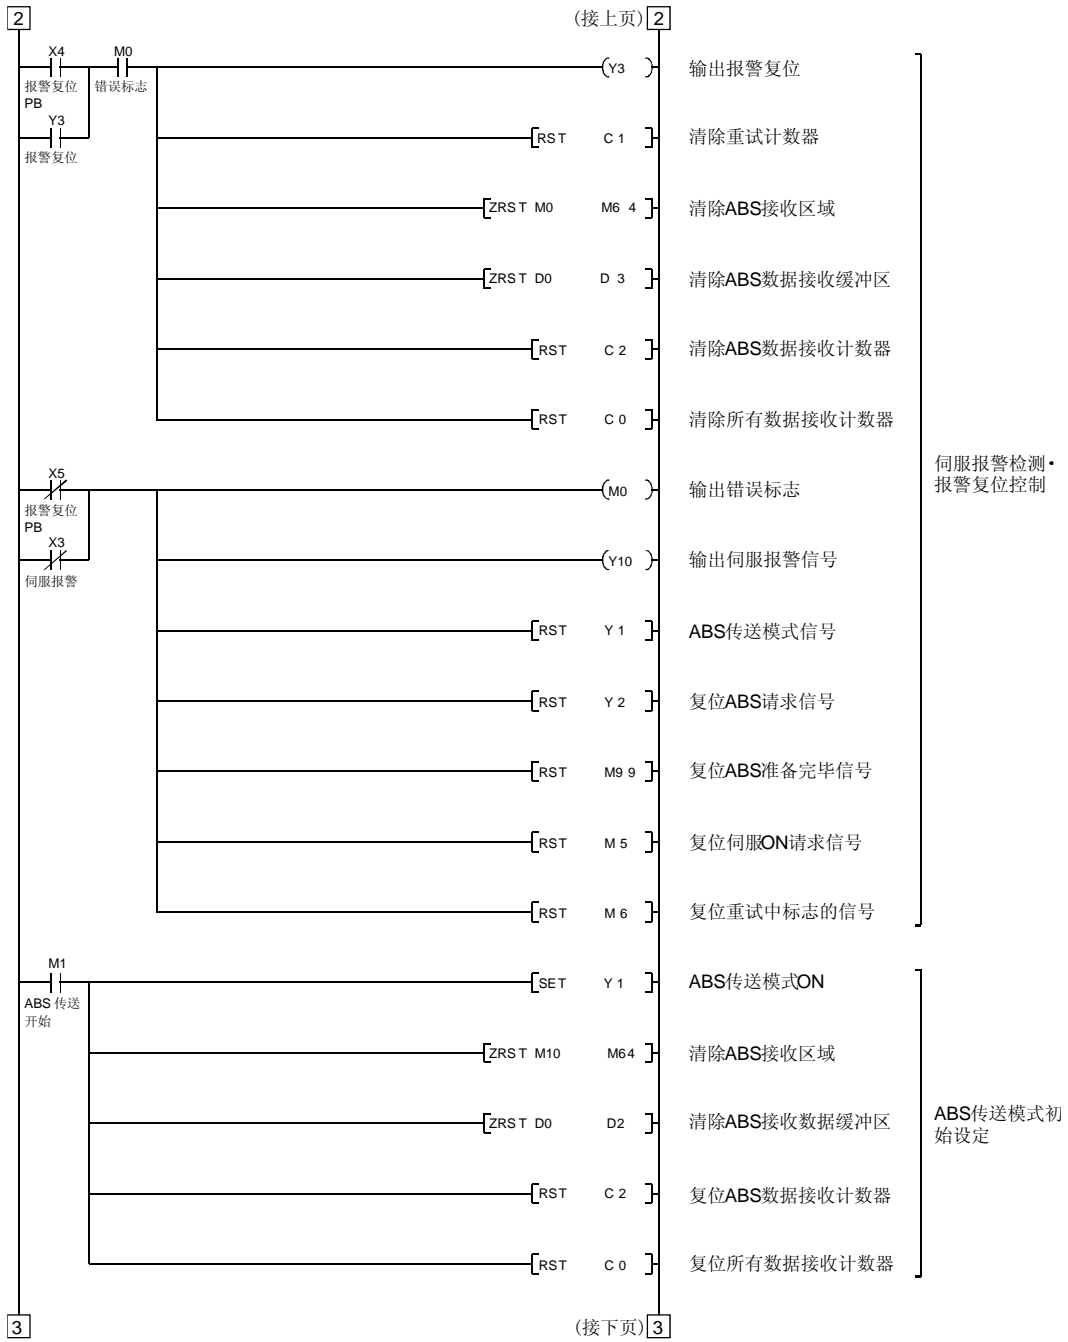 2 (接上页) 2
X4 M0
(Y3 ) 输出报警复位
报警复位 错误标志
PB
Y3
[RST C1 ] 清除重试计数器
报警复位
[ZRST M0 M64 ] 清除ABS接收区域
[ZRST D0 D3 ] 清除ABS数据接收缓冲区
[RST C2 ] 清除ABS数据接收计数器
[RST C0 ] 清除所有数据接收计数器
伺服报警检测·
报警复位控制
X5
(M0 ) 输出错误标志
报警复位
PB
X3
(Y10 ) 输出伺服报警信号
伺服报警
[RST Y1 ] ABS传送模式信号
[RST Y2 ] 复位ABS请求信号
[RST M99 ] 复位ABS准备完毕信号
[RST M5 ] 复位伺服ON请求信号
[RST M6 ] 复位重试中标志的信号
M1
[SET Y1 ] ABS传送模式ON
ABS 传送
开始
[ZRST M10 M64 ] 清除ABS接收区域
[ZRST D0 D2 ] 清除ABS接收数据缓冲区
ABS传送模式初
始设定
[RST C2 ] 复位ABS数据接收计数器
[RST C0 ] 复位所有数据接收计数器
3 (接下页) 3